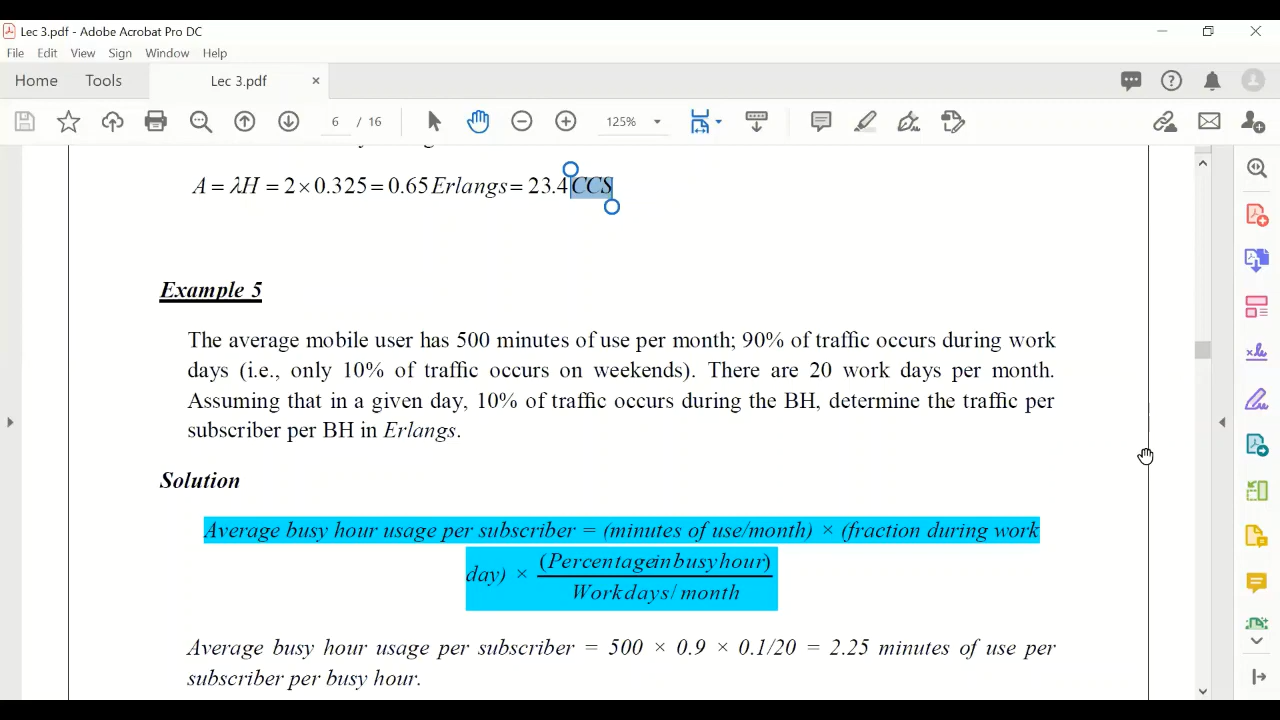 Lec 3.pdf - Adobe Acrobat Pro DC
File Edit View Sign Window Help
Home Tools Lec 3.pdf ×
6 / 16 125%
A = λH = 2 × 0.325 = 0.65 Erlangs = 23.4 CCS
Example 5
The average mobile user has 500 minutes of use per month; 90% of traffic occurs during work
days (i.e., only 10% of traffic occurs on weekends). There are 20 work days per month.
Assuming that in a given day, 10% of traffic occurs during the BH, determine the traffic per
subscriber per BH in Erlangs.
Solution
Average busy hour usage per subscriber = (minutes of use/month) × (fraction during work
day) × (Percentageinbusyhour)
Workdays/ month
Average busy hour usage per subscriber = 500 × 0.9 × 0.1/20 = 2.25 minutes of use per
subscriber per busy hour.